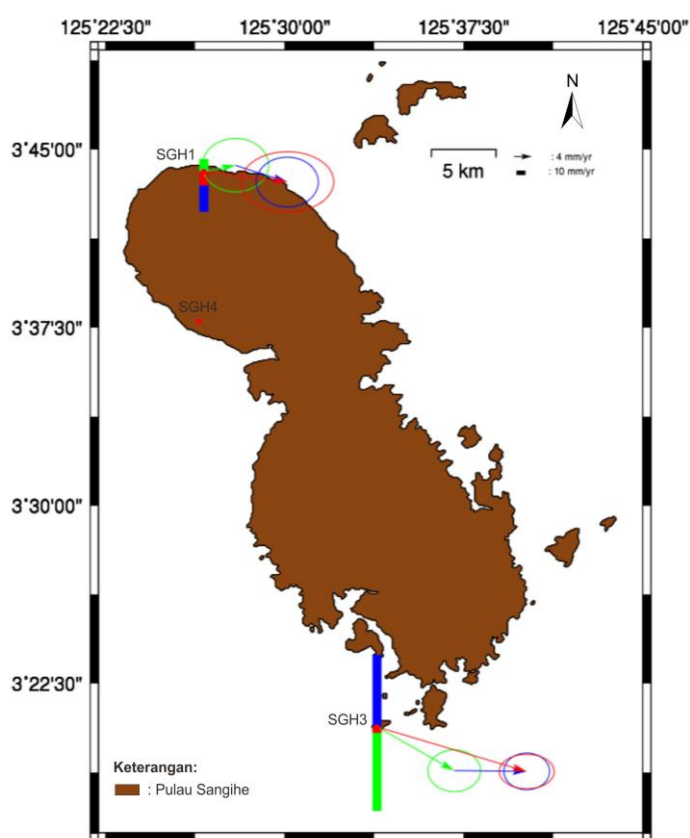 125°22'30" 125°30'00" 125°37'30" 125°45'00"
N
SGH1
3°45'00"
5 km
: 4 mm/yr
: 10 mm/yr
SGH4
3°37'30"
3°30'00"
3°22'30"
SGH3
Keterangan:
: Pulau Sangihe